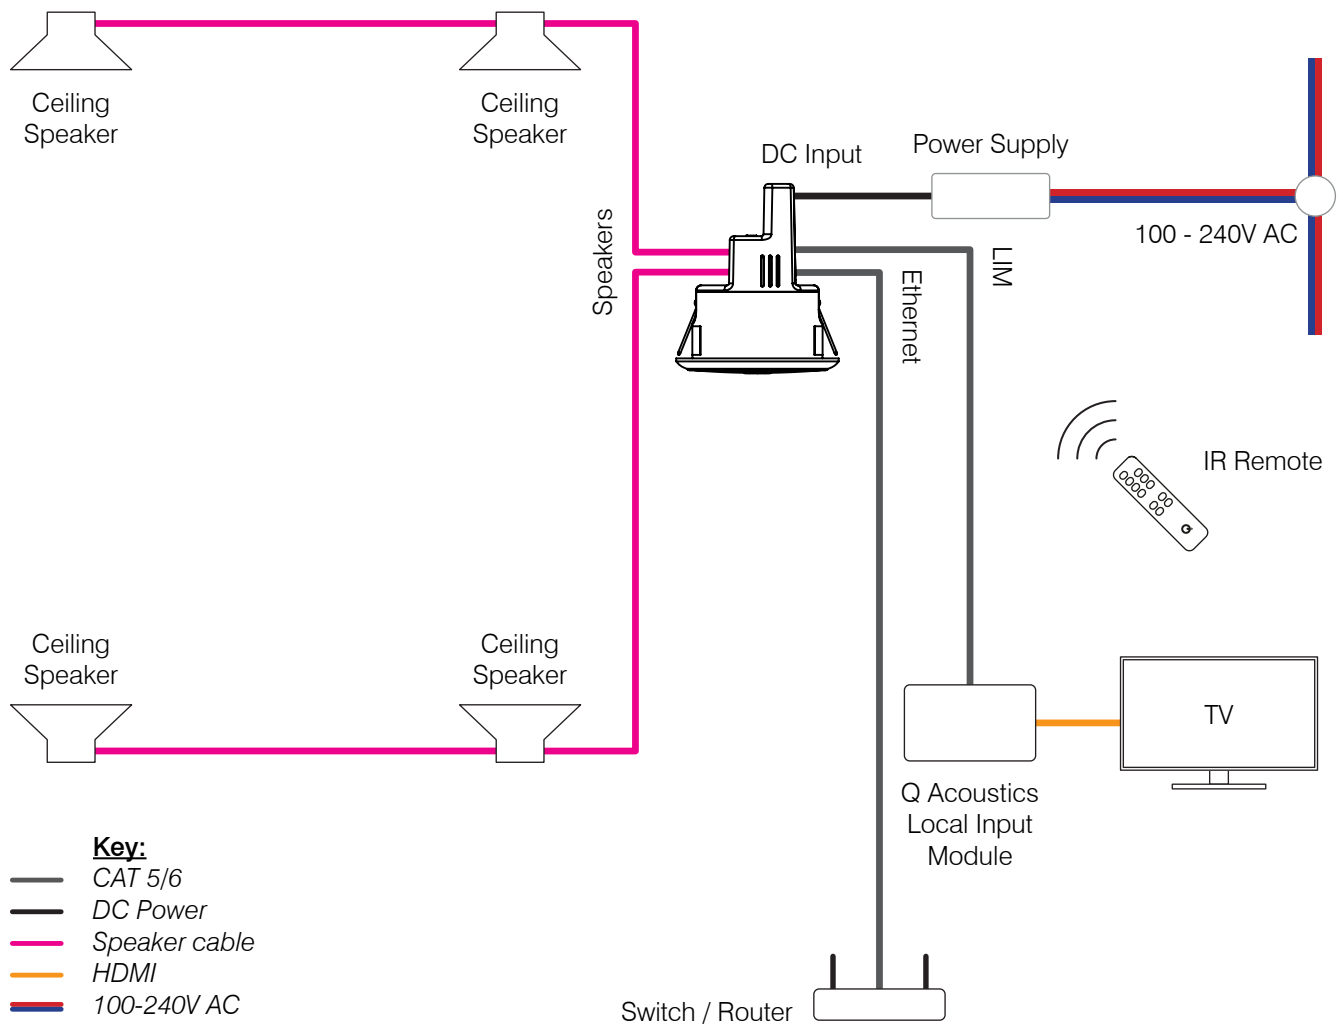 Ceiling
Speaker
Ceiling
Speaker
DC Input
Power Supply
100 - 240V AC
Speakers
LIM
Ethernet
IR Remote
Ceiling
Speaker
Ceiling
Speaker
TV
Q Acoustics
Local Input
Module
Key:
CAT 5/6
DC Power
Speaker cable
HDMI
100-240V AC
Switch / Router